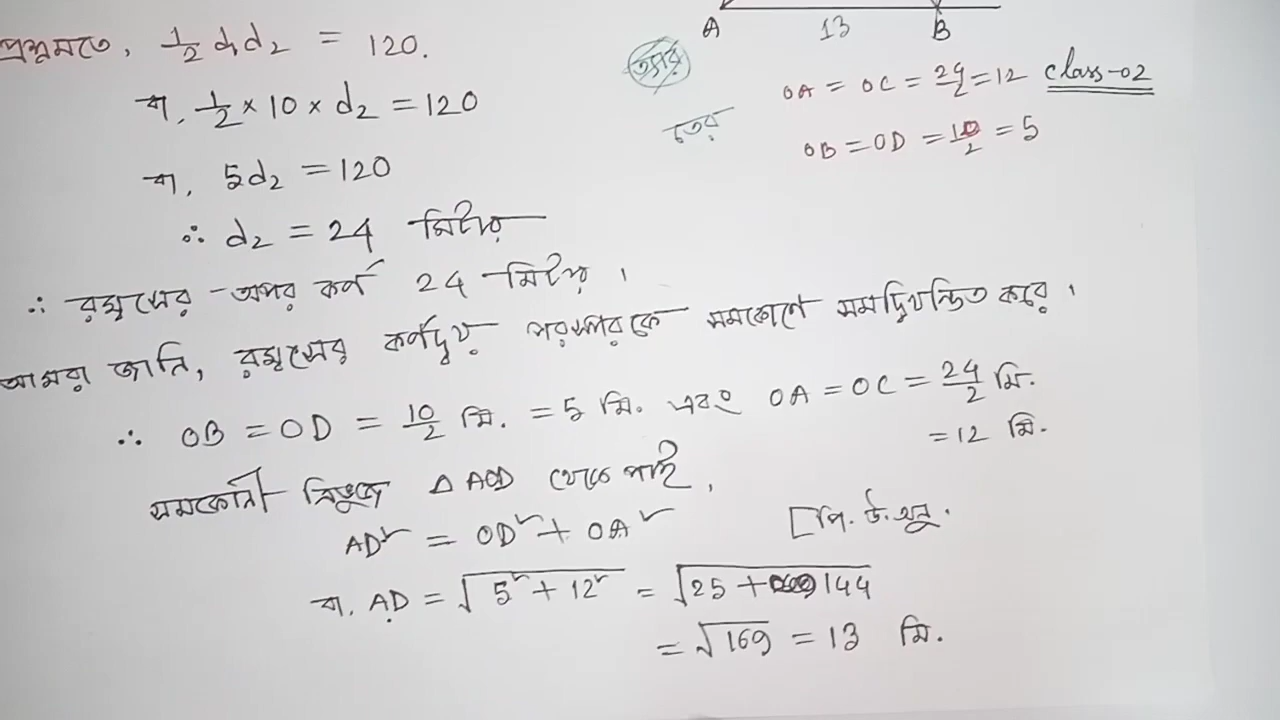 A 13 B
প্রশ্নমতে, 1/2 d₁d₂ = 120.
বা, 1/2 × 10 × d₂ = 120
বা, 5d₂ = 120
∴ d₂ = 24 মিটার
OA = OC = 24/2 = 12 Class-02
OB = OD = 10/2 = 5
∴ রম্বসের অপর কর্ণ 24 মিটার।
আমরা জানি, রম্বসের কর্ণদ্বয় পরস্পরকে সমকোণে সমদ্বিখন্ডিত করে।
∴ OB = OD = 10/2 মি. = 5 মি. এবং OA = OC = 24/2 মি.
= 12 মি.
সমকোনী ত্রিভুজ Δ AOD থেকে পাই,
AD² = OD² + OA² [পি. উ. অনু.
বা, AD = √(5² + 12²) = √(25 + 144)
= √169 = 13 মি.